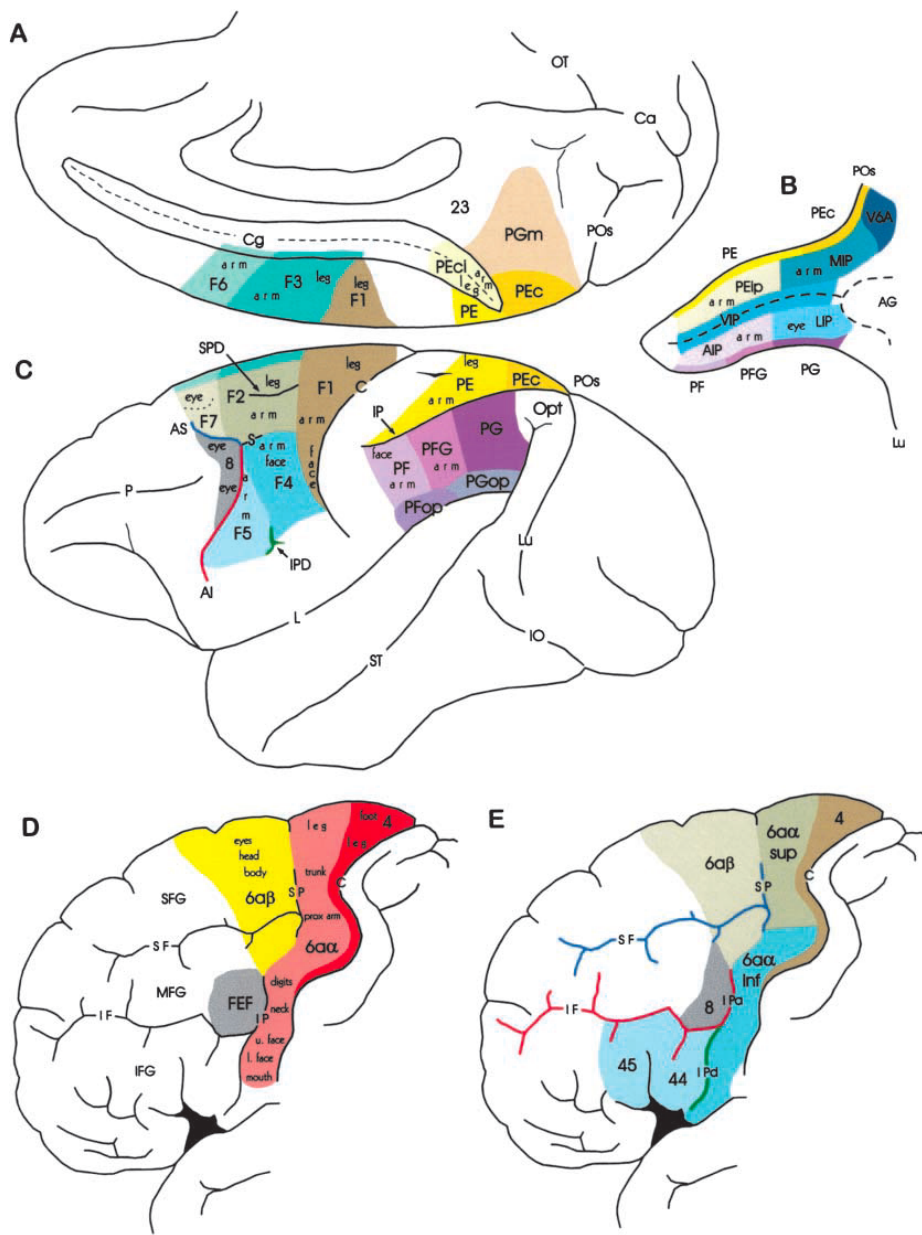 A
OT
Ca
23
POs
PGm
Cg
PEcl
arm
leg
arm
F6
F3
leg
arm
leg
F1
PE
PEc
B
POs
PEc
V6A
PE
MIP
arm
PEip
arm
VIP
AG
eye
LIP
AIP
arm
PF
PFG
PG
Lu
C
SPD
leg
leg
F2
F1
C
eye
F7
arm
arm
AS
S
eye
arm
face
8
F4
face
eye
arm
F5
P
IPD
AI
leg
PE
PEc
POs
arm
IP
Opt
face
PFG
PG
PF
arm
arm
PGop
PFop
Lu
L
IO
ST
D
foot
4
leg
leg
eyes
head
body
trunk
C
SP
6aβ
SFG
prox arm
SF
6aα
digits
MFG
FEF
neck
IP
IF
u. face
l. face
mouth
IFG
E
4
6aα
sup
6aβ
C
SP
SF
6aα
inf
8
IPa
IF
IPd
45
44